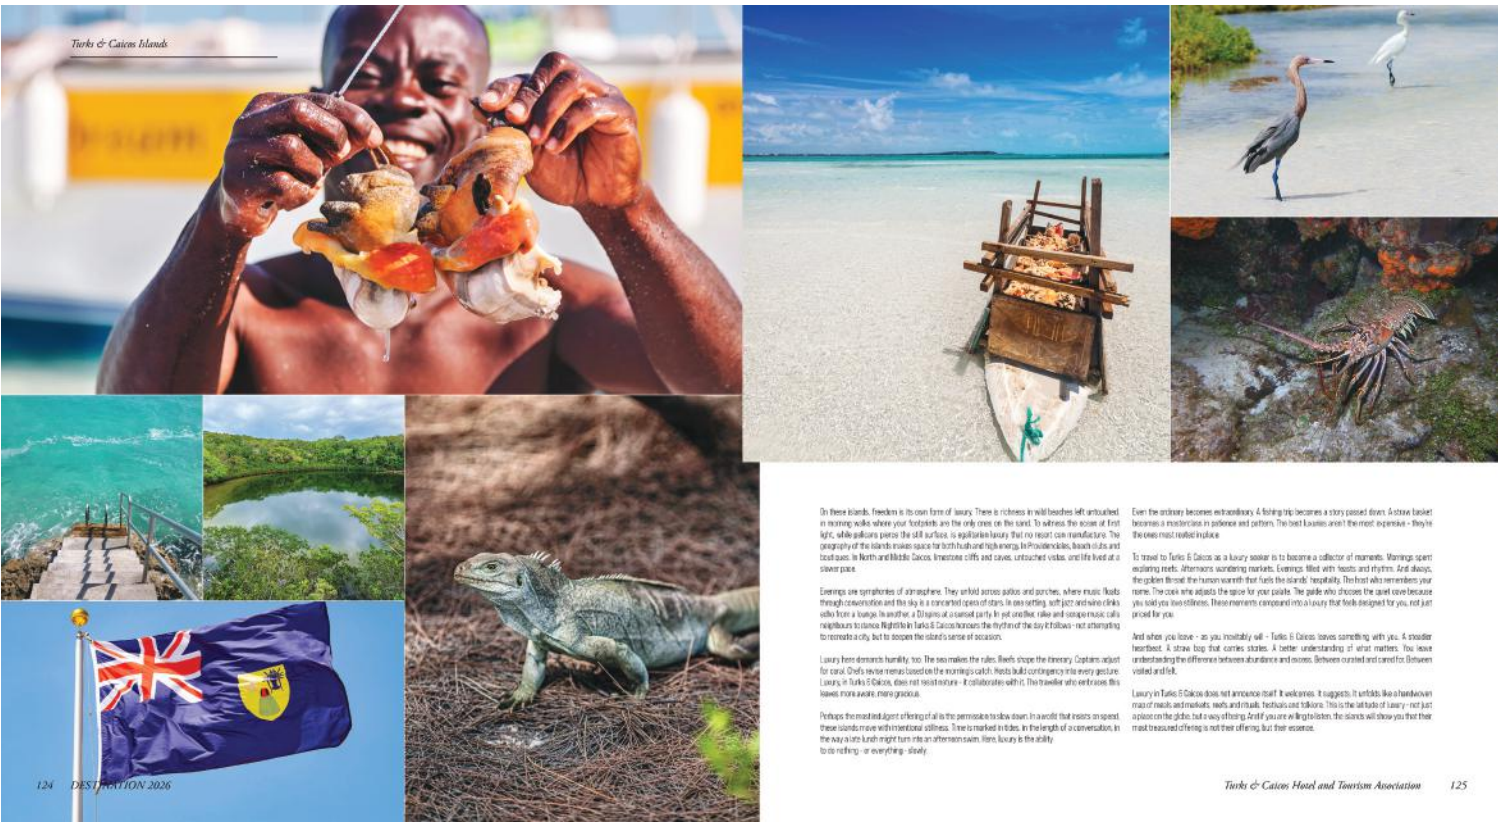 Turks & Caicos Islands
On these islands, freedom is its own form of luxury. There is richness in wild beaches left untouched,
in morning walks where your footprints are the only ones on the sand. To witness the ocean at first
light, while pelicans pierce the still surface, is egalitarian luxury that no resort can manufacture. The
geography of the islands makes space for both hush and high energy. In Providenciales, beach clubs and
boutiques. In North and Middle Caicos, limestone cliffs and caves, untouched vistas, and life lived at a
slower pace.
Evenings are symphonies of atmosphere. They unfold across patios and porches, where music floats
through conversation and the sky is a concerted opera of stars. In one setting, soft jazz and wine clinks
echo from a lounge. In another, a DJ spins at a sunset party. In yet another, rake-and-scrape music calls
neighbours to dance. Nightlife in Turks & Caicos honours the rhythm of the day it follows - not attempting
to recreate a city, but to deepen the island's sense of occasion.
Luxury here demands humility, too. The sea makes the rules. Reefs shape the itinerary. Captains adjust
for coral. Chefs revise menus based on the morning's catch. Hosts build contingency into every gesture.
Luxury, in Turks & Caicos, does not resist nature - it collaborates with it. The traveller who embraces this
leaves more aware, more gracious.
Perhaps the most indulgent offering of all is the permission to slow down. In a world that insists on speed,
these islands move with intentional stillness. Time is marked in tides, in the length of a conversation, in
the way a late lunch might turn into an afternoon swim. Here, luxury is the ability
to do nothing - or everything - slowly.
Even the ordinary becomes extraordinary. A fishing trip becomes a story passed down. A straw basket
becomes a masterclass in patience and pattern. The best luxuries aren't the most expensive - they're
the ones most rooted in place.
To travel to Turks & Caicos as a luxury seeker is to become a collector of moments. Mornings spent
exploring reefs. Afternoons wandering markets. Evenings filled with feasts and rhythm. And always,
the golden thread: the human warmth that fuels the islands' hospitality. The host who remembers your
name. The cook who adjusts the spice for your palate. The guide who chooses the quiet cove because
you said you love stillness. These moments compound into a luxury that feels designed for you, not just
priced for you.
And when you leave - as you inevitably will - Turks & Caicos leaves something with you. A steadier
heartbeat. A straw bag that carries stories. A better understanding of what matters. You leave
understanding the difference between abundance and excess. Between curated and cared for. Between
visited and felt.
Luxury in Turks & Caicos does not announce itself. It welcomes. It suggests. It unfolds like a handwoven
map of meals and markets, reefs and rituals, festivals and folklore. This is the latitude of luxury - not just
a place on the globe, but a way of being. And if you are willing to listen, the islands will show you that their
most treasured offering is not their offering, but their essence.
124 DESTINATION 2026
Turks & Caicos Hotel and Tourism Association 125